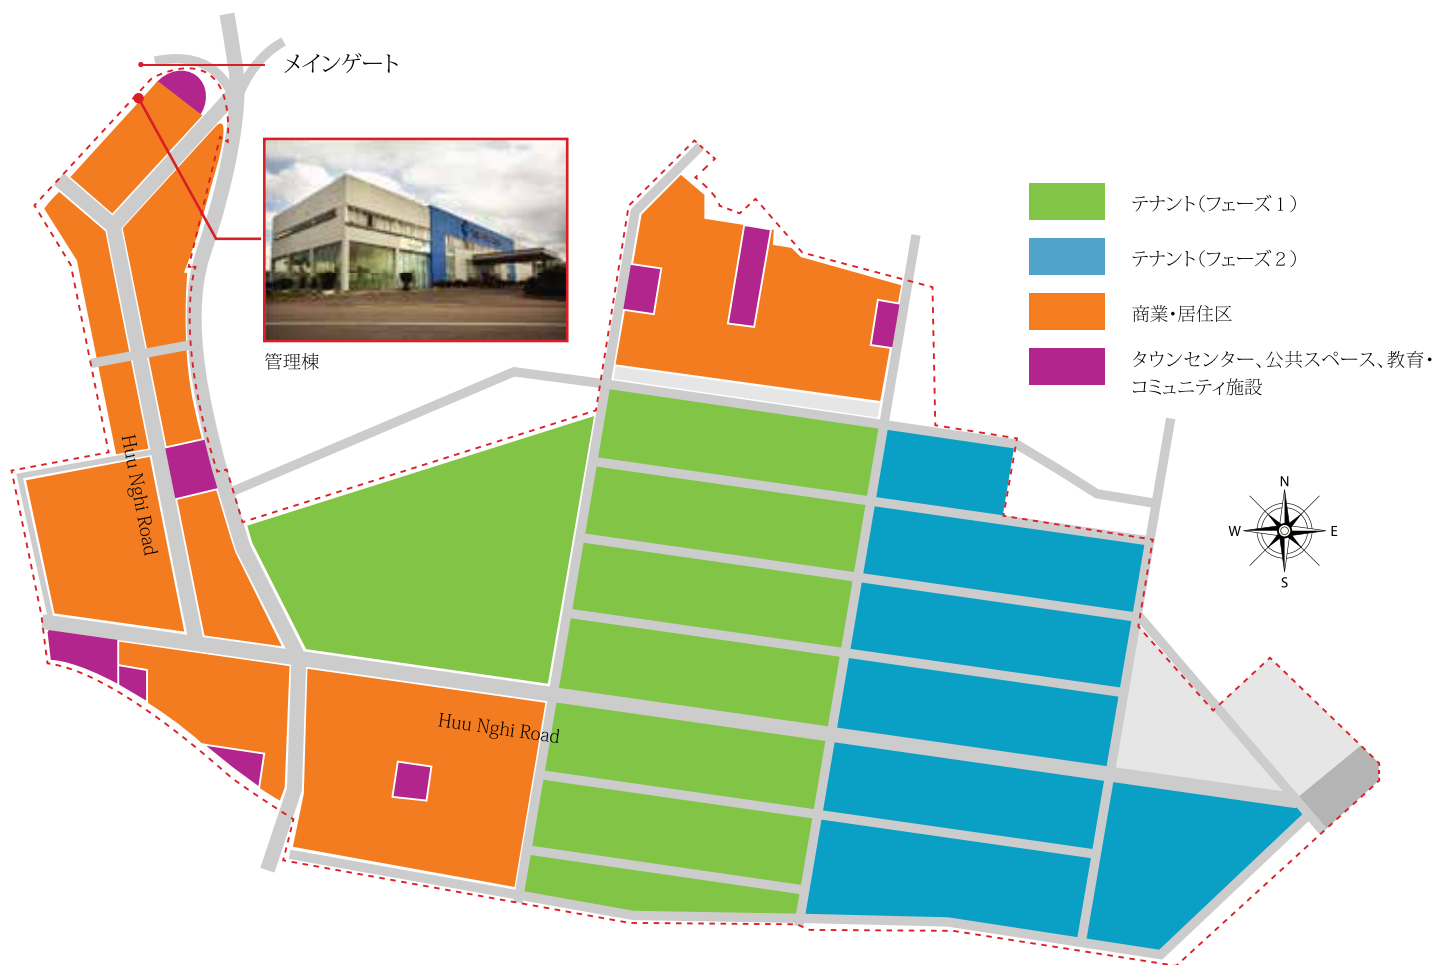 メインゲート
管理棟
テナント（フェーズ１）
テナント（フェーズ２）
商業・居住区
タウンセンター、公共スペース、教育・
コミュニティ施設
Huu Nghi Road
Huu Nghi Road
N
W
E
S